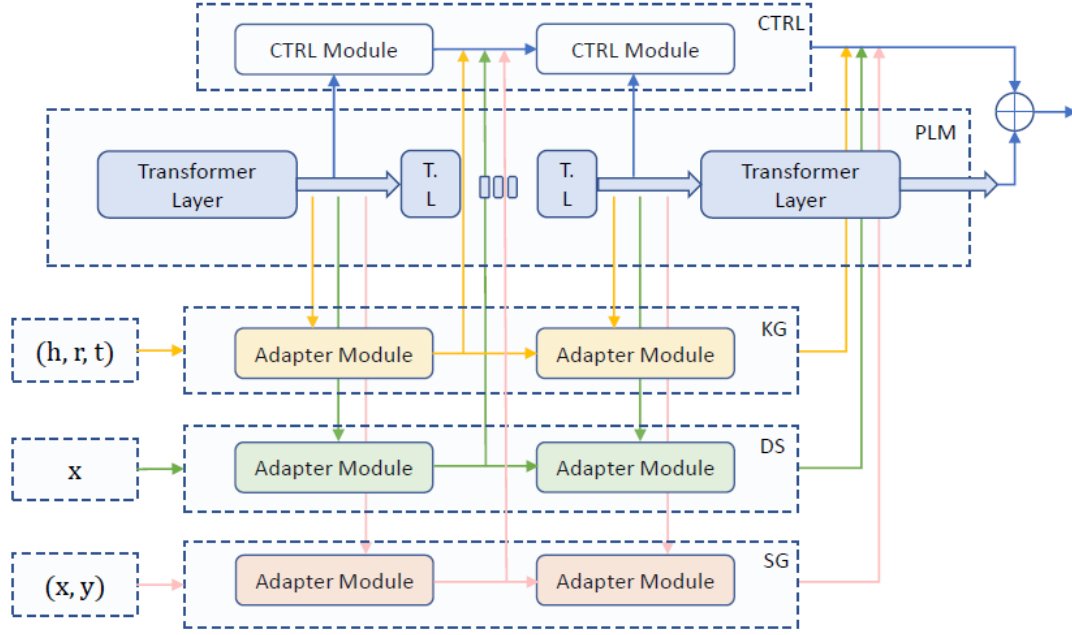 CTRL
CTRL Module
CTRL Module
PLM
Transformer
Layer
T.
L
T.
L
Transformer
Layer
KG
(h, r, t)
Adapter Module
Adapter Module
DS
x
Adapter Module
Adapter Module
SG
(x, y)
Adapter Module
Adapter Module